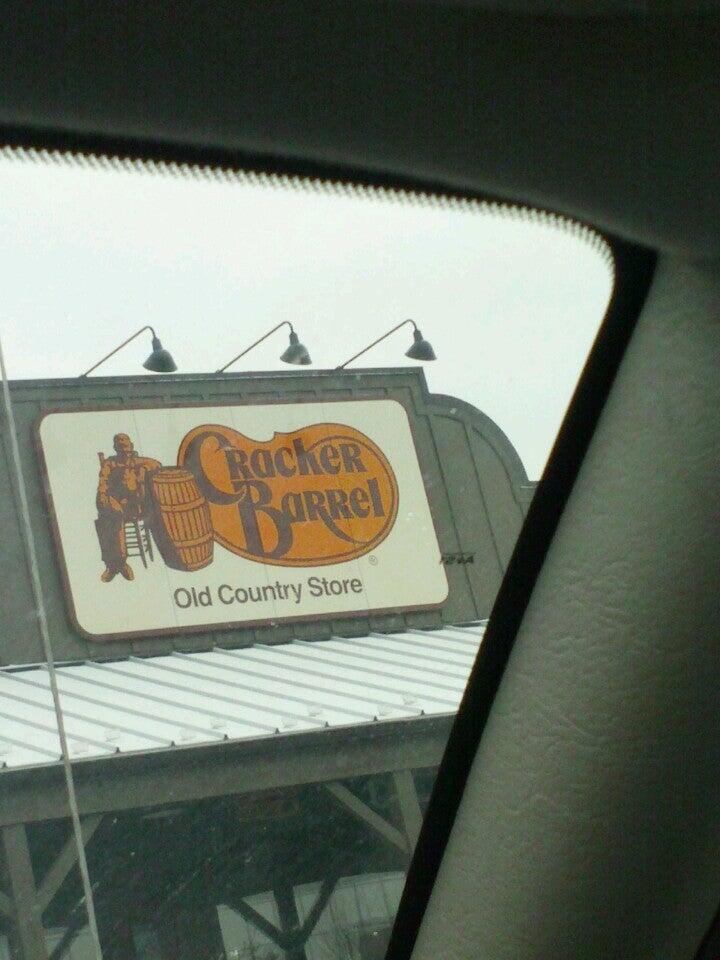 Cracker
Barrel
®
Old Country Store